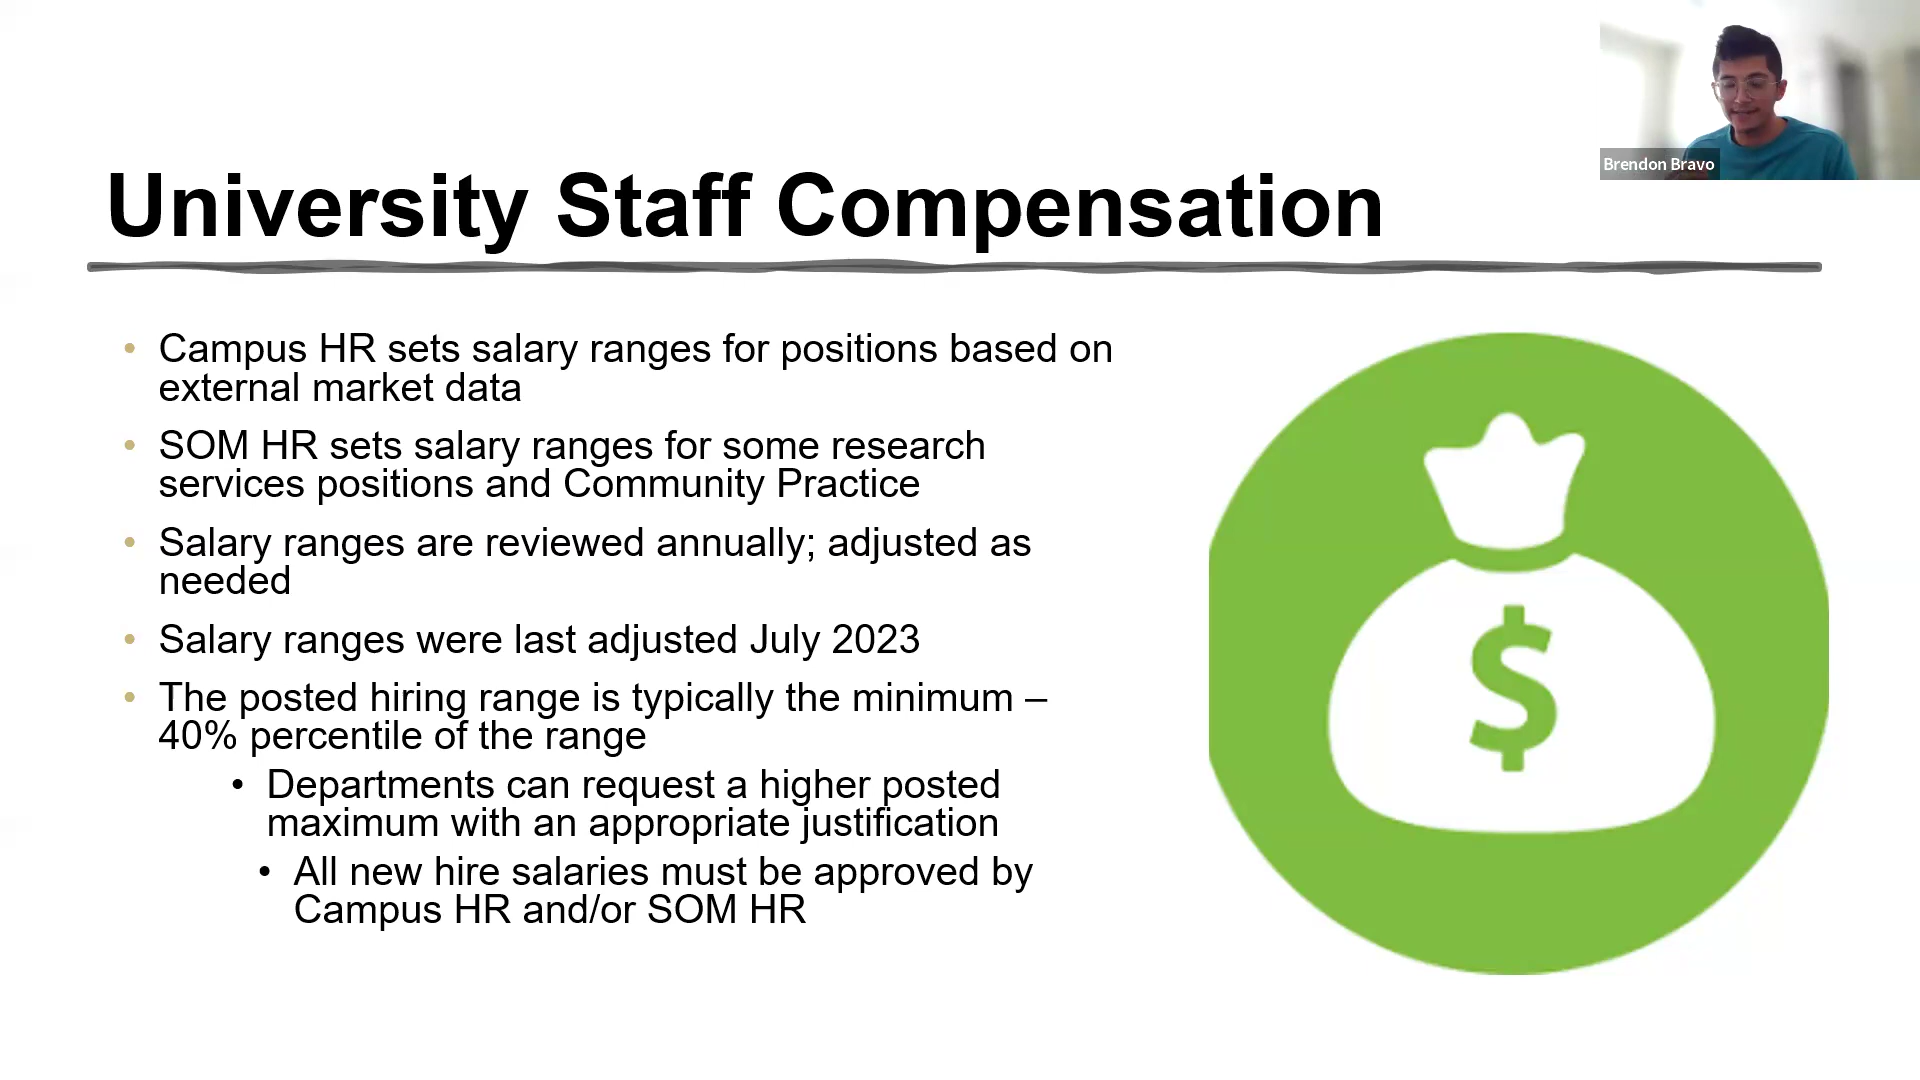 Brendon Bravo
University Staff Compensation
• Campus HR sets salary ranges for positions based on
external market data
• SOM HR sets salary ranges for some research
services positions and Community Practice
• Salary ranges are reviewed annually; adjusted as
needed
• Salary ranges were last adjusted July 2023
• The posted hiring range is typically the minimum –
40% percentile of the range
• Departments can request a higher posted
maximum with an appropriate justification
• All new hire salaries must be approved by
Campus HR and/or SOM HR
$